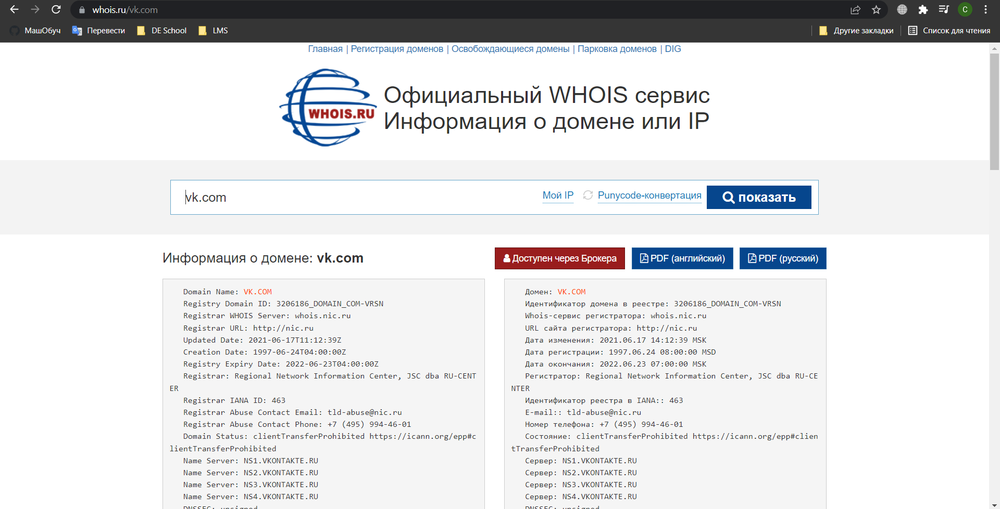 whois.ru/vk.com
C
МашОбуч
Перевести
DE School
LMS
Другие закладки
Список для чтения
Главная | Регистрация доменов | Освобождающиеся домены | Парковка доменов | DIG
WHOIS.RU
Официальный WHOIS сервис
Информация о домене или IP
vk.com
Мой IP
Punycode-конвертация
показать
Информация о домене: vk.com
Доступен через Брокера
PDF (английский)
PDF (русский)
Domain Name: VK.COM
Registry Domain ID: 3206186_DOMAIN_COM-VRSN
Registrar WHOIS Server: whois.nic.ru
Registrar URL: http://nic.ru
Updated Date: 2021-06-17T11:12:39Z
Creation Date: 1997-06-24T04:00:00Z
Registry Expiry Date: 2022-06-23T04:00:00Z
Registrar: Regional Network Information Center, JSC dba RU-CENT
ER
Registrar IANA ID: 463
Registrar Abuse Contact Email: tld-abuse@nic.ru
Registrar Abuse Contact Phone: +7 (495) 994-46-01
Domain Status: clientTransferProhibited https://icann.org/epp#c
lientTransferProhibited
Name Server: NS1.VKONTAKTE.RU
Name Server: NS2.VKONTAKTE.RU
Name Server: NS3.VKONTAKTE.RU
Name Server: NS4.VKONTAKTE.RU
DNSSEC: unsigned
Домен: VK.COM
Идентификатор домена в реестре: 3206186_DOMAIN_COM-VRSN
Whois-сервис регистратора: whois.nic.ru
URL сайта регистратора: http://nic.ru
Дата изменения: 2021.06.17 14:12:39 MSK
Дата регистрации: 1997.06.24 08:00:00 MSD
Дата окончания: 2022.06.23 07:00:00 MSK
Регистратор: Regional Network Information Center, JSC dba RU-CE
NTER
Идентификатор реестра в IANA:: 463
E-mail:: tld-abuse@nic.ru
Номер телефона: +7 (495) 994-46-01
Состояние: clientTransferProhibited https://icann.org/epp#clien
tTransferProhibited
Сервер: NS1.VKONTAKTE.RU
Сервер: NS2.VKONTAKTE.RU
Сервер: NS3.VKONTAKTE.RU
Сервер: NS4.VKONTAKTE.RU
DNSSEC: unsigned